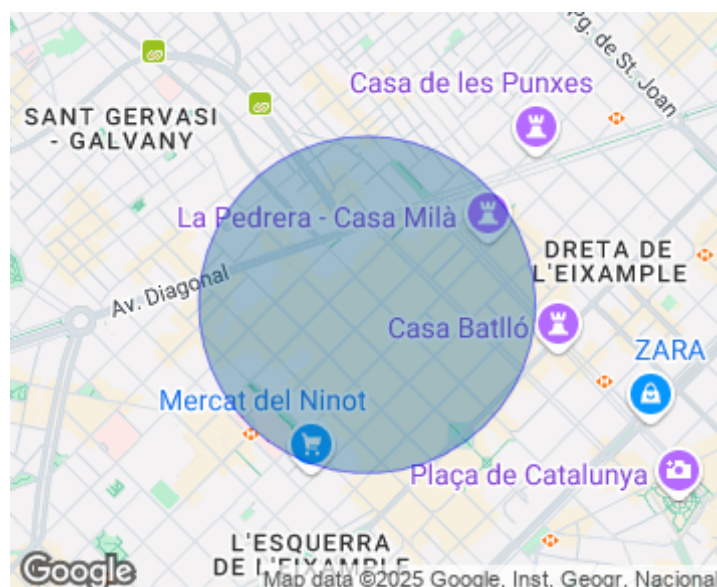 Pg. de St. Joan
Casa de les Punxes
SANT GERVASI
- GALVANY
La Pedrera - Casa Milà
DRETA DE
L'EIXAMPLE
Av. Diagonal
Casa Batlló
ZARA
Mercat del Ninot
Plaça de Catalunya
L'ESQUERRA
DE L'EIXAMPLE
Google
Map data ©2025 Google, Inst. Geogr. Nacional